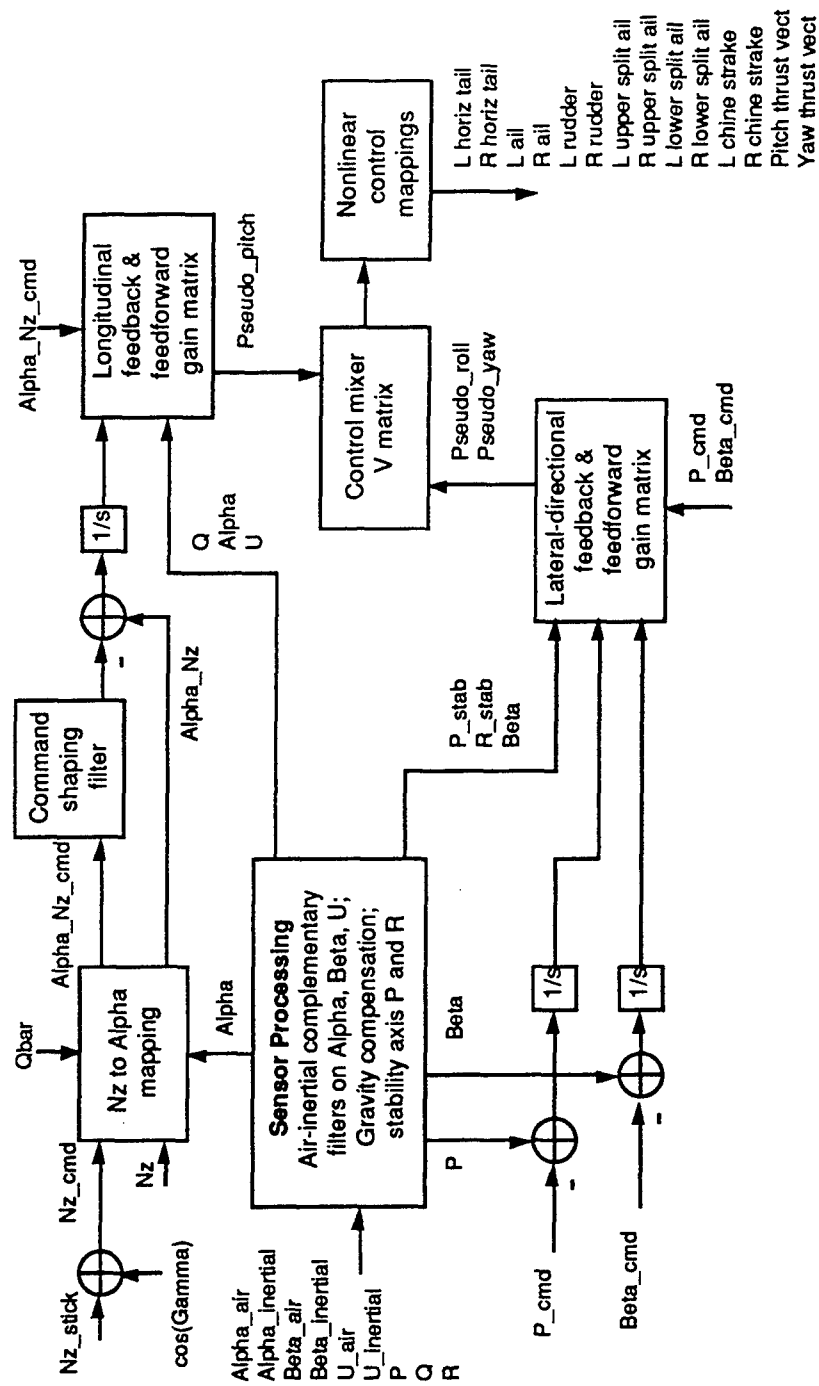 Nz_stick
cos(Gamma)
Nz_cmd
Nz
Qbar
Nz to Alpha
mapping
Alpha_Nz_cmd
Command
shaping
filter
-
Alpha_Nz
1/s
Alpha_Nz_cmd
Longitudinal
feedback &
feedforward
gain matrix
Q
Alpha
U
Pseudo_pitch
Alpha_air
Alpha_inertial
Beta_air
Beta_inertial
U_air
U_inertial
P
Q
R
Sensor Processing
Air-inertial complementary
filters on Alpha, Beta, U;
Gravity compensation;
stability axis P and R
Alpha
P
Beta
P_stab
R_stab
Beta
P_cmd
-
1/s
Beta_cmd
-
1/s
Lateral-directional
feedback &
feedforward
gain matrix
P_cmd
Beta_cmd
Pseudo_roll
Pseudo_yaw
Control mixer
V matrix
Nonlinear
control
mappings
L horiz tail
R horiz tail
L ail
R ail
L rudder
R rudder
L upper split ail
R upper split ail
L lower split ail
R lower split ail
L chine strake
R chine strake
Pitch thrust vect
Yaw thrust vect